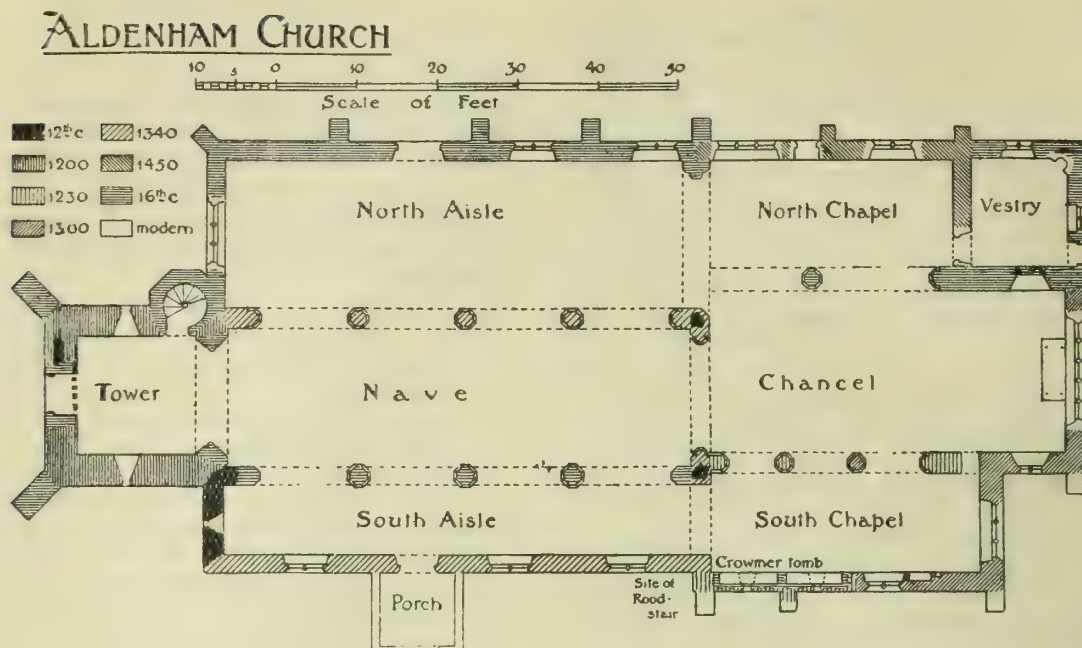 ALDENHAM CHURCH
10 5 0 10 20 30 40 50
Scale of Feet
12th c 1340
1200 1450
1230 16th c
1300 modern
North Aisle
North Chapel
Vestry
Tower
Nave
Chancel
South Aisle
South Chapel
Crowmer tomb
Porch
Site of
Rood-
stair